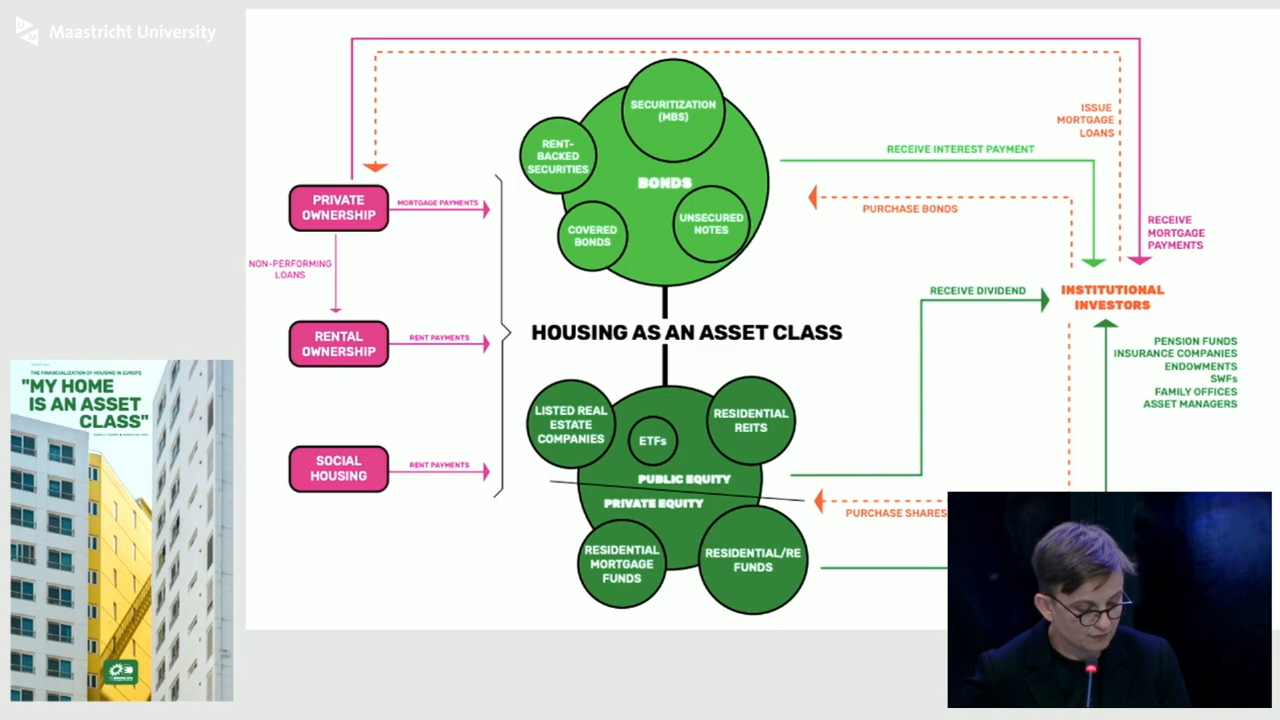 Maastricht University
ISSUE
MORTGAGE
LOANS
SECURITIZATION
(MBS)
RENT-
BACKED
SECURITIES
RECEIVE INTEREST PAYMENT
BONDS
PRIVATE
OWNERSHIP
MORTGAGE PAYMENTS
PURCHASE BONDS
COVERED
BONDS
UNSECURED
NOTES
RECEIVE
MORTGAGE
PAYMENTS
NON-PERFORMING
LOANS
RECEIVE DIVIDEND
INSTITUTIONAL
INVESTORS
RENTAL
OWNERSHIP
RENT PAYMENTS
HOUSING AS AN ASSET CLASS
PENSION FUNDS
INSURANCE COMPANIES
ENDOWMENTS
SWFs
FAMILY OFFICES
ASSET MANAGERS
LISTED REAL
ESTATE
COMPANIES
ETFs
RESIDENTIAL
REITS
SOCIAL
HOUSING
RENT PAYMENTS
PUBLIC EQUITY
PRIVATE EQUITY
PURCHASE SHARES
RESIDENTIAL
MORTGAGE
FUNDS
RESIDENTIAL/RE
FUNDS
THE FINANCIALIZATION OF HOUSING IN EUROPE
"MY HOME
IS AN ASSET
CLASS"